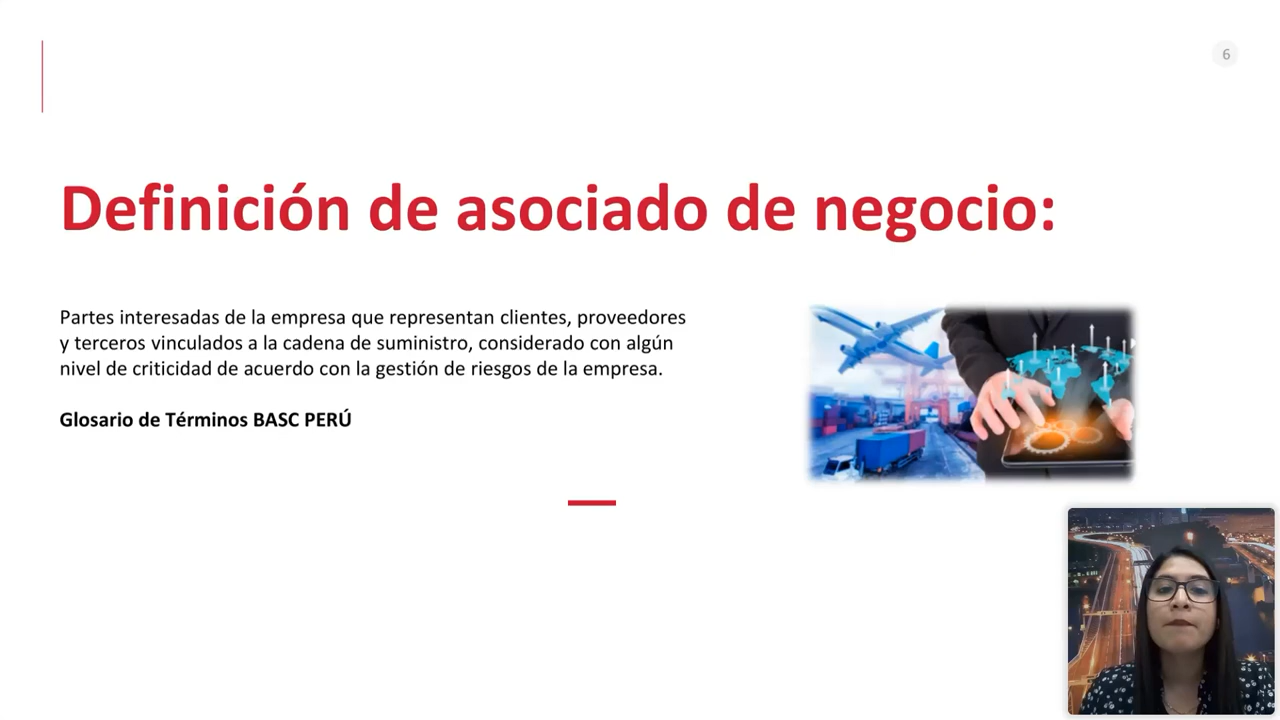 6
Definición de asociado de negocio:
Partes interesadas de la empresa que representan clientes, proveedores
y terceros vinculados a la cadena de suministro, considerado con algún
nivel de criticidad de acuerdo con la gestión de riesgos de la empresa.
Glosario de Términos BASC PERÚ